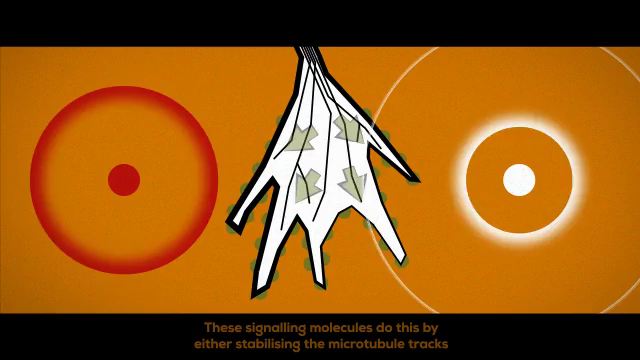 These signalling molecules do this by
either stabilising the microtubule tracks